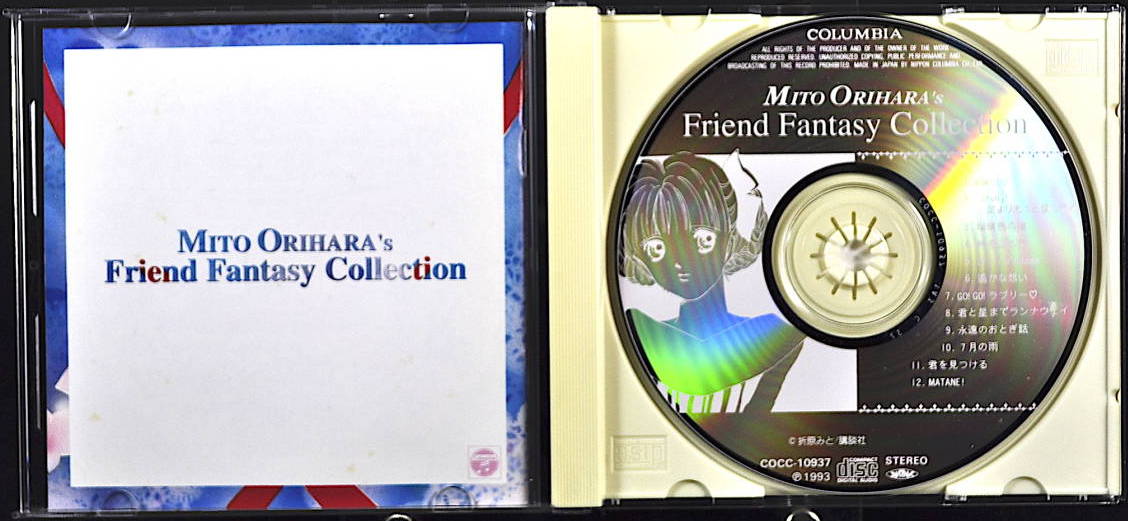 MITO ORIHARA's
Friend Fantasy Collection
COLUMBIA
ALL RIGHTS OF THE PRODUCER AND OF THE OWNER OF THE WORK
REPRODUCED RESERVED. UNAUTHORIZED COPYING, PUBLIC PERFORMANCE AND
BROADCASTING OF THIS RECORD PROHIBITED. MADE IN JAPAN BY NIPPON COLUMBIA CO., LTD.
MITO ORIHARA's
Friend Fantasy Collection
6. 遥かな想い
7. GO! GO! ラブリー♡
8. 君と星までランナウェイ
9. 永遠のおとぎ話
10. 7月の雨
11. 君を見つける
12. MATANE!
© 折原みと/講談社
COCC-10937
℗1993
COMPACT
disc
DIGITAL AUDIO
STEREO